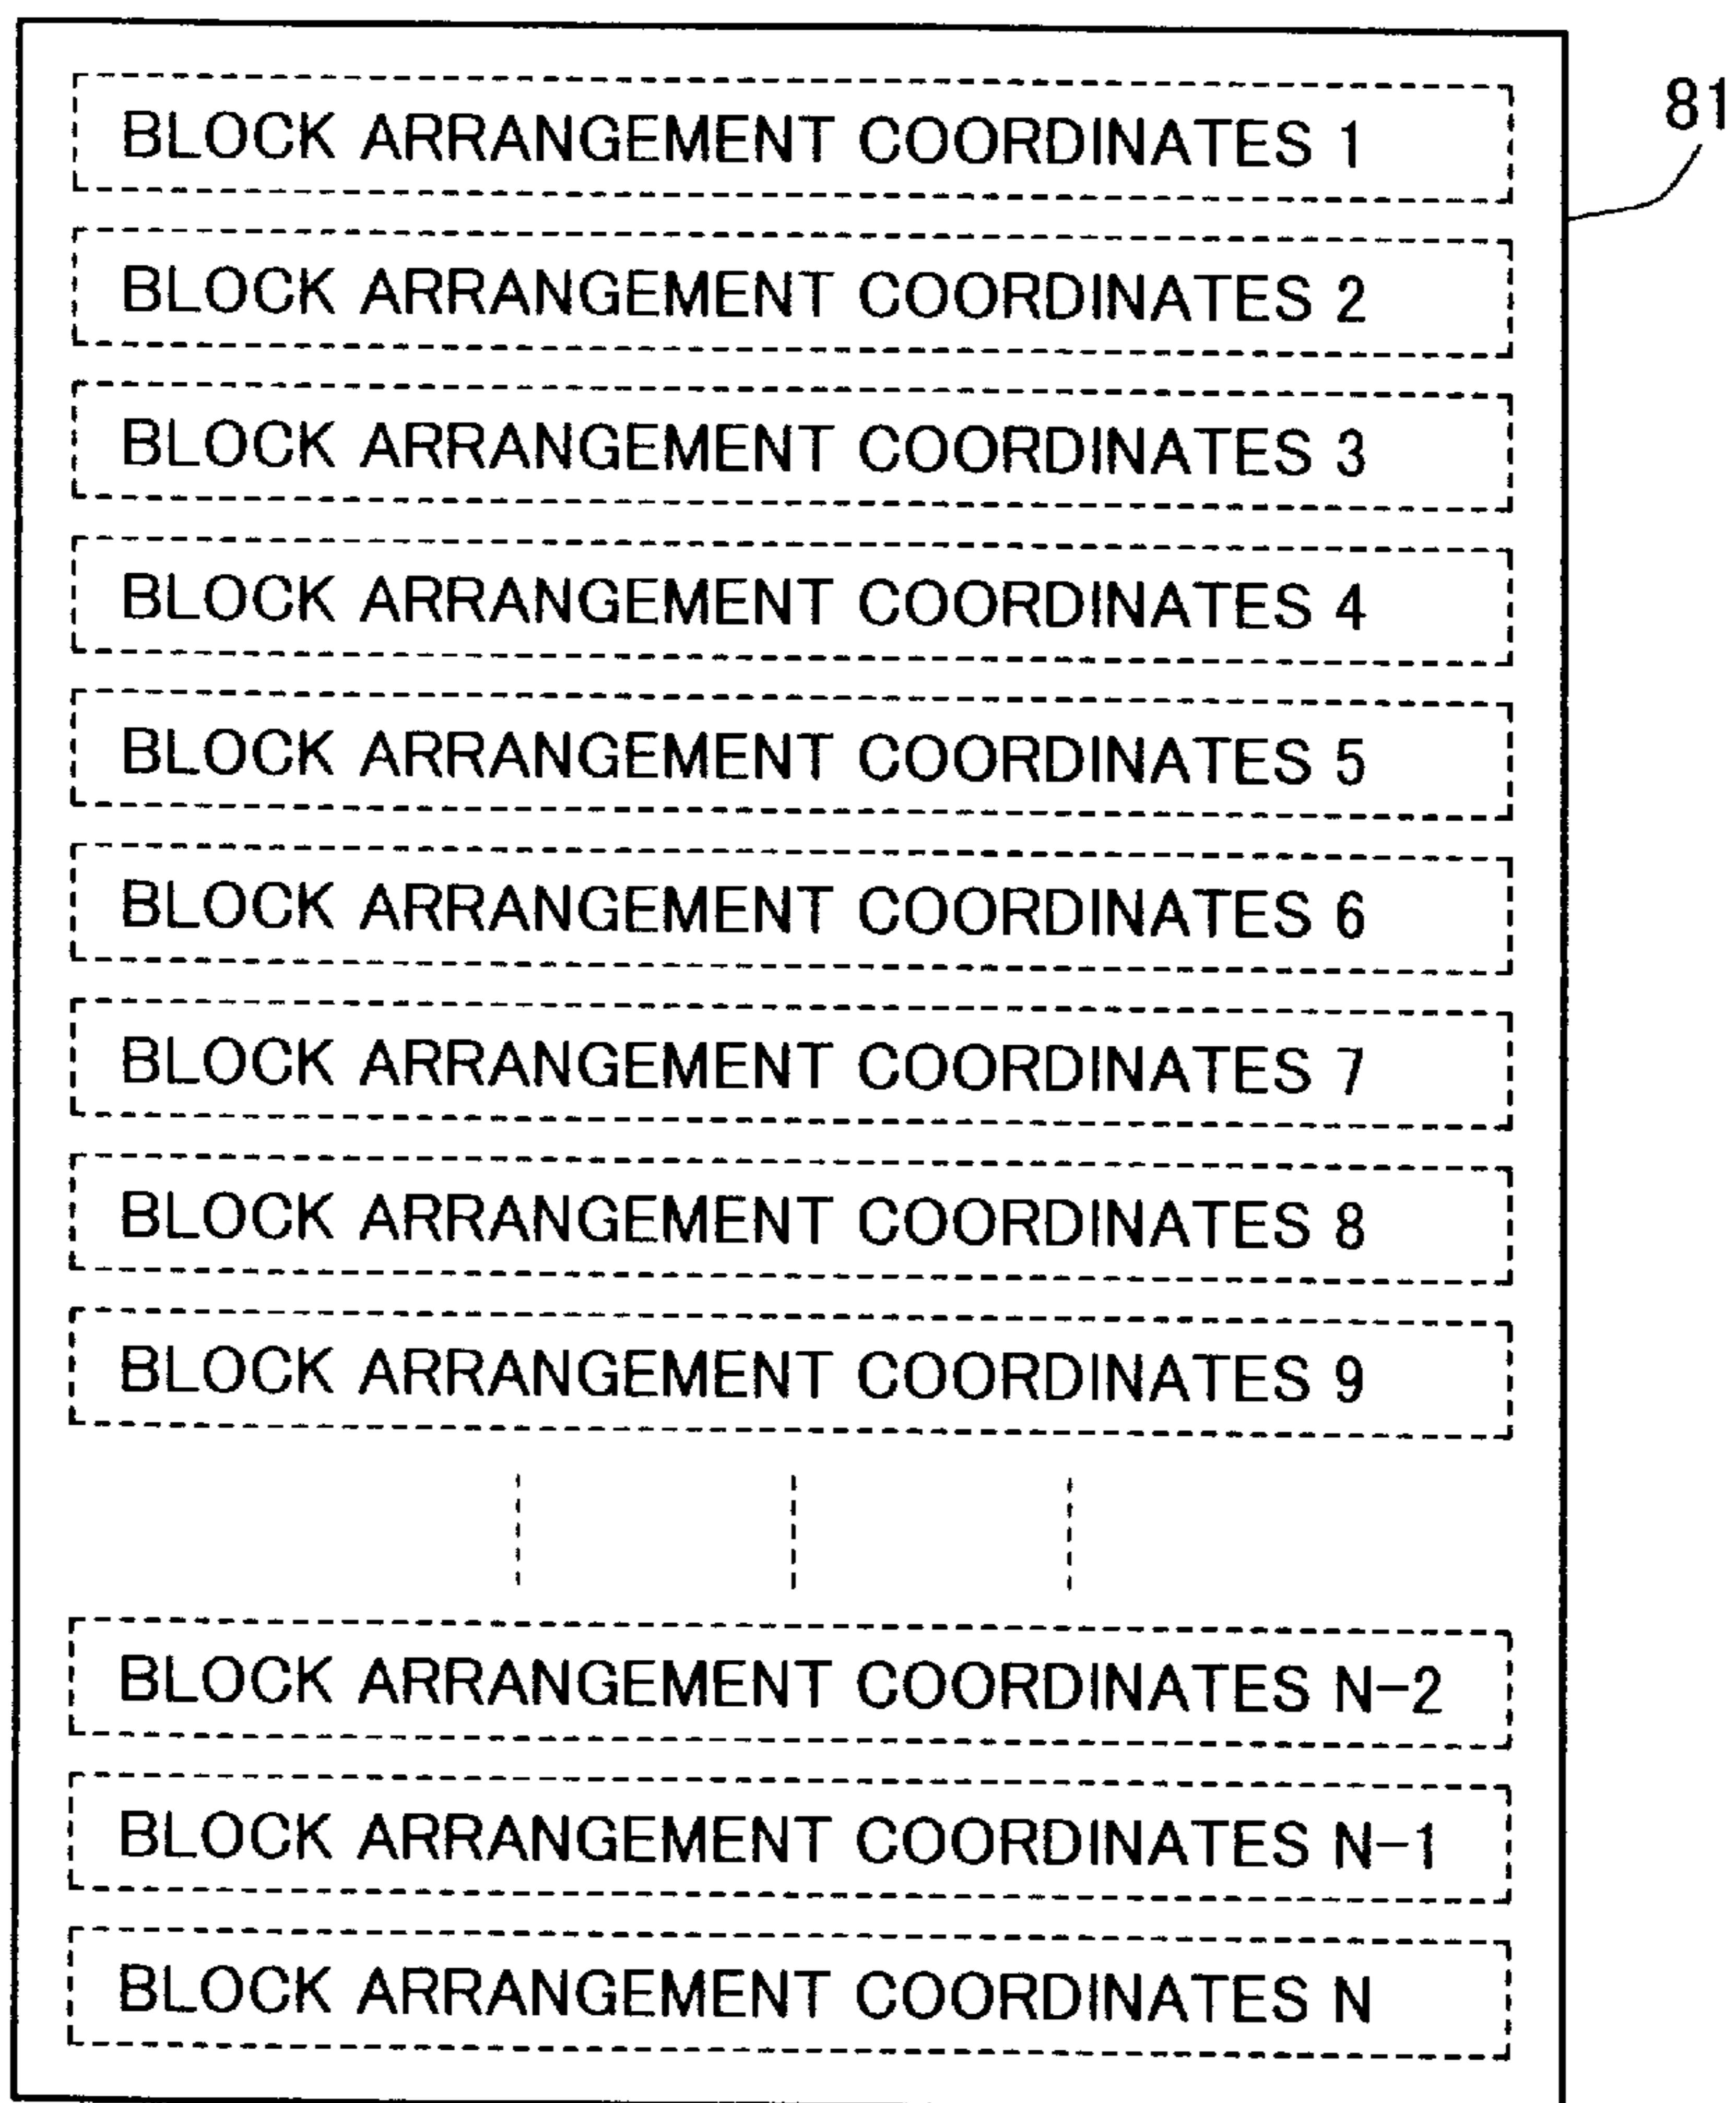 81
BLOCK ARRANGEMENT COORDINATES 1
BLOCK ARRANGEMENT COORDINATES 2
BLOCK ARRANGEMENT COORDINATES 3
BLOCK ARRANGEMENT COORDINATES 4
BLOCK ARRANGEMENT COORDINATES 5
BLOCK ARRANGEMENT COORDINATES 6
BLOCK ARRANGEMENT COORDINATES 7
BLOCK ARRANGEMENT COORDINATES 8
BLOCK ARRANGEMENT COORDINATES 9
BLOCK ARRANGEMENT COORDINATES N-2
BLOCK ARRANGEMENT COORDINATES N-1
BLOCK ARRANGEMENT COORDINATES N